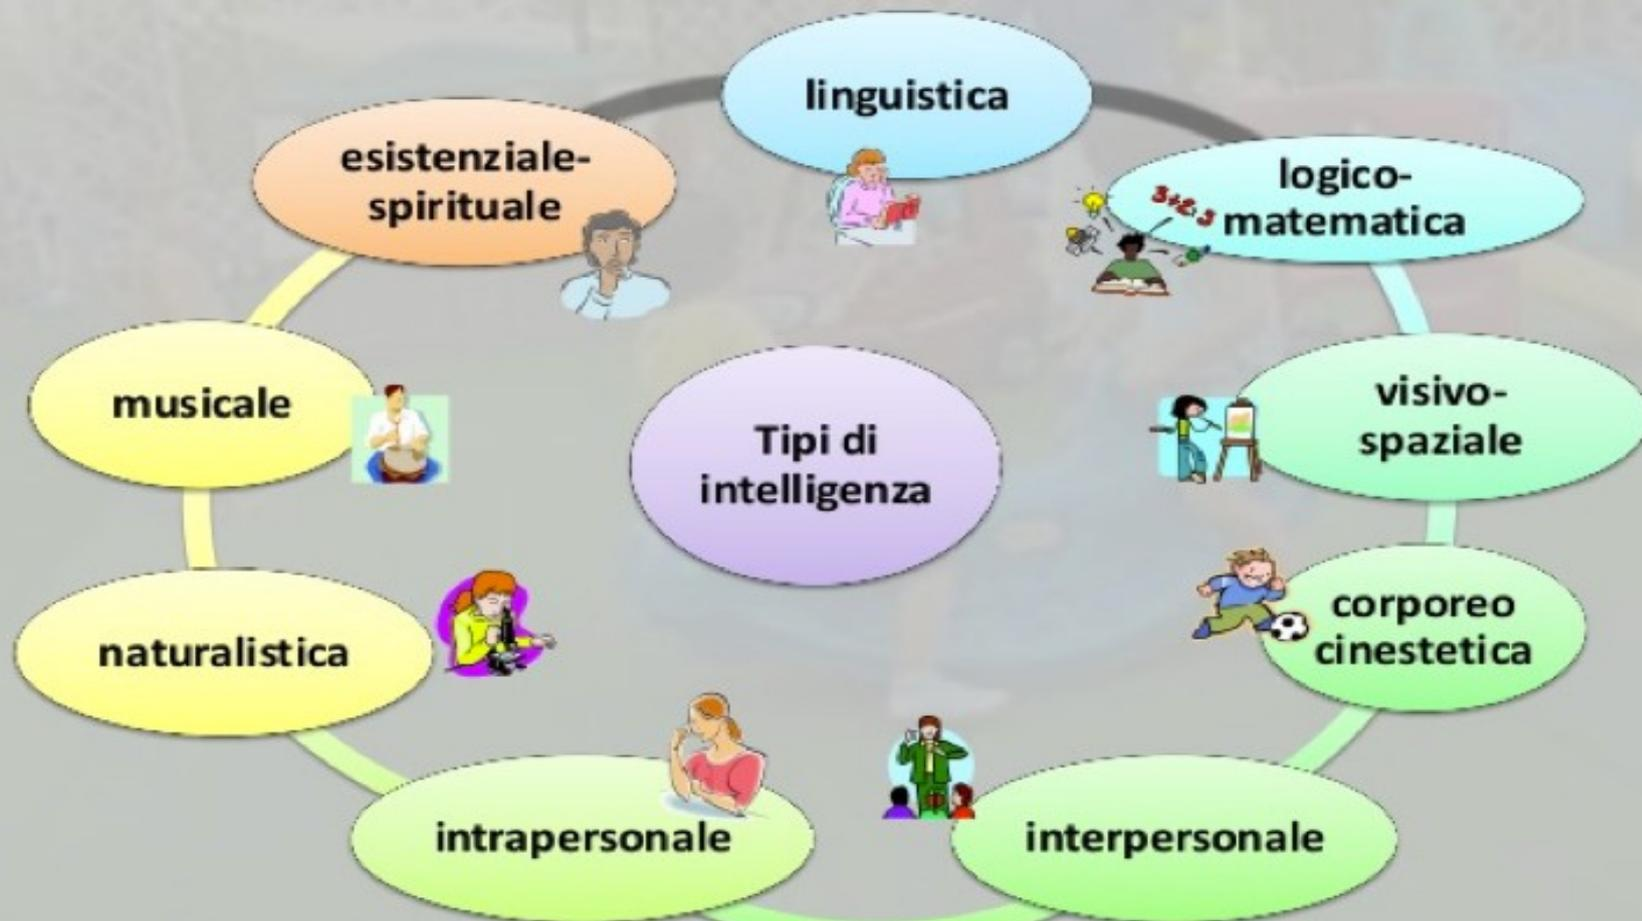 linguistica
logico-
matematica
3+2=5
visivo-
spaziale
corporeo
cinestetica
interpersonale
intrapersonale
naturalistica
musicale
esistenziale-
spirituale
Tipi di
intelligenza